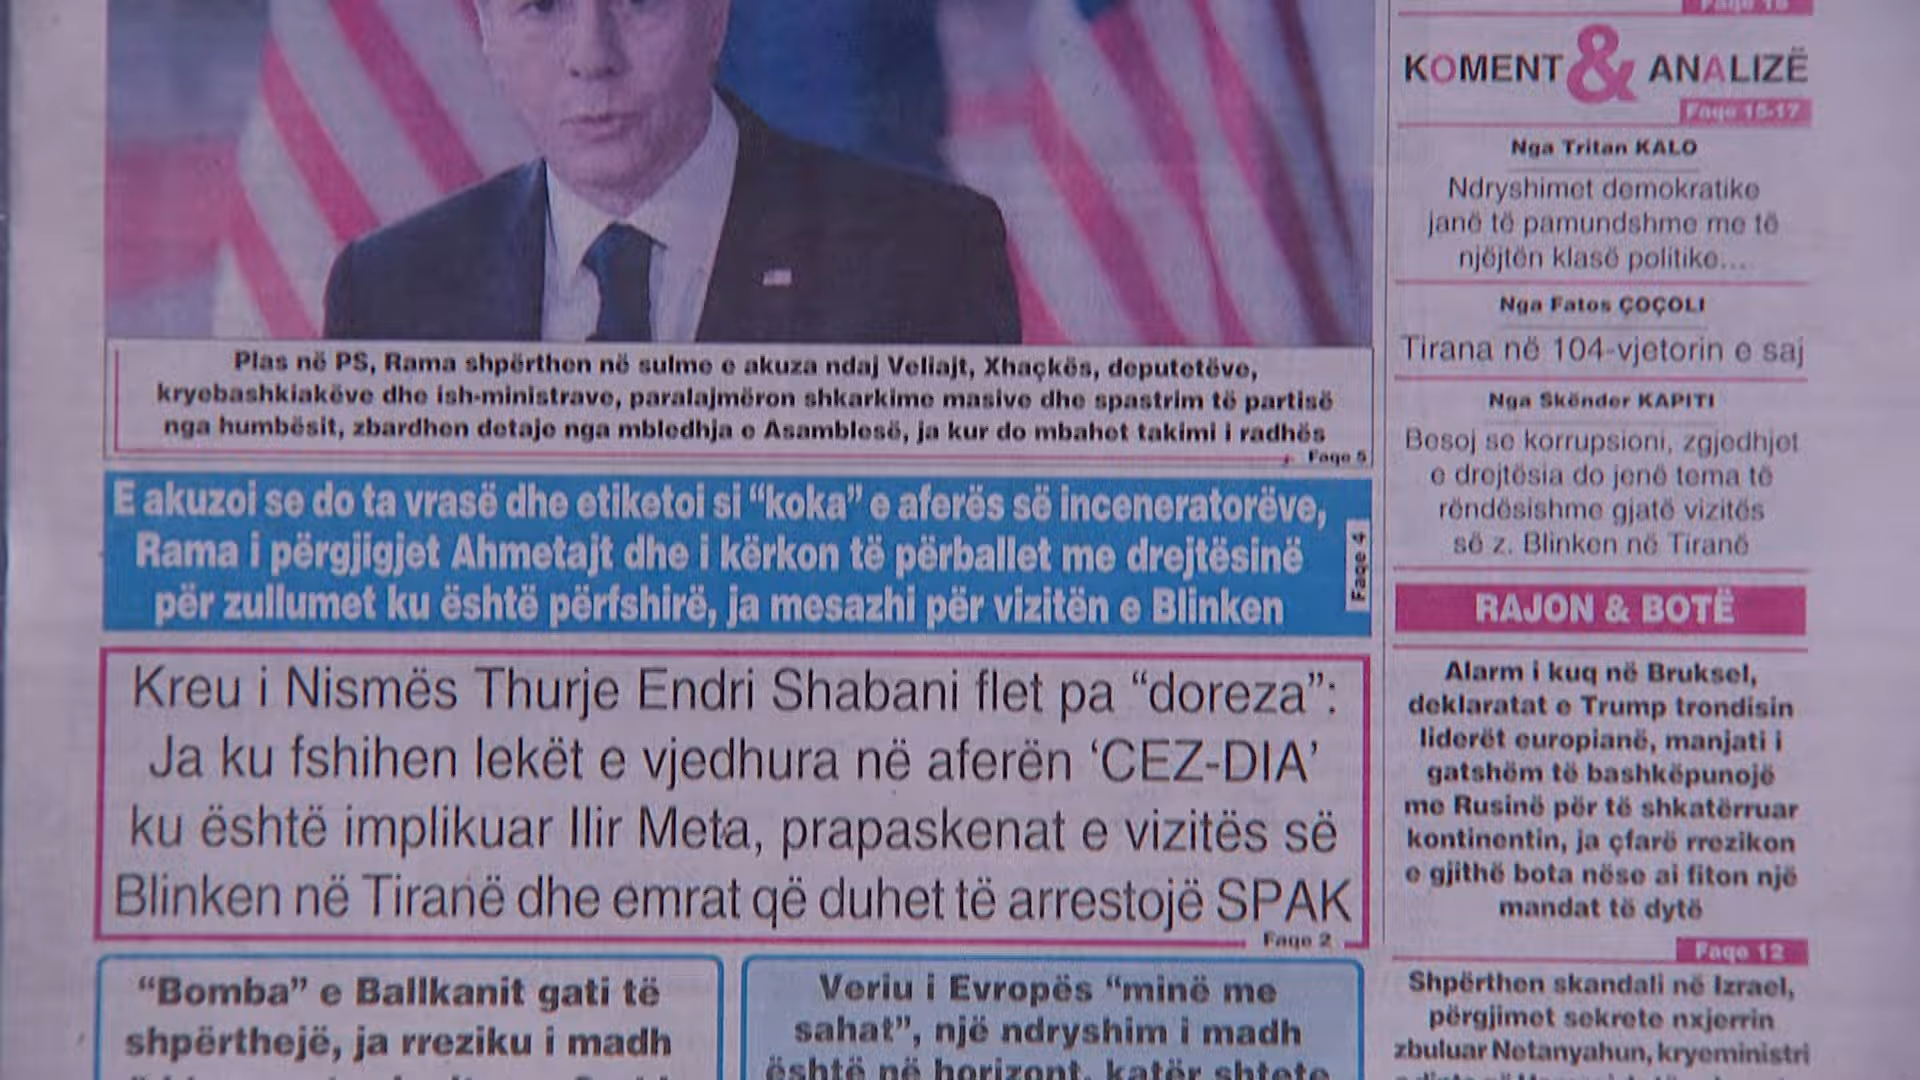 Plas në PS, Rama shpërthen në sulme e akuza ndaj Veliajt, Xhaçkës, deputetëve,
kryebashkiakëve dhe ish-ministrave, paralajmëron shkarkime masive dhe spastrim të partisë
nga humbësit, zbardhen detaje nga mbledhja e Asamblesë, ja kur do mbahet takimi i radhës
Faqe 5
E akuzoi se do ta vrasë dhe etiketoi si “koka” e aferës së inceneratorëve,
Rama i përgjigjet Ahmetajt dhe i kërkon të përballet me drejtësinë
për zullumet ku është përfshirë, ja mesazhi për vizitën e Blinken
Faqe 4
Kreu i Nismës Thurje Endri Shabani flet pa “doreza”:
Ja ku fshihen lekët e vjedhura në aferën ‘CEZ-DIA’
ku është implikuar Ilir Meta, prapaskenat e vizitës së
Blinken në Tiranë dhe emrat që duhet të arrestojë SPAK
Faqe 2
“Bomba” e Ballkanit gati të
shpërthejë, ja rreziku i madh
Veriu i Evropës “minë me
sahat”, një ndryshim i madh
është në horizont, katër shtete
Faqe 18
KOMENT & ANALIZË
Faqe 15-17
Nga Tritan KALO
Ndryshimet demokratike
janë të pamundshme me të
njëjtën klasë politike....
Nga Fatos ÇOÇOLI
Tirana në 104-vjetorin e saj
Nga Skënder KAPITI
Besoj se korrupsioni, zgjedhjet
e drejtësia do jenë tema të
rëndësishme gjatë vizitës
së z. Blinken në Tiranë
RAJON & BOTË
Alarm i kuq në Bruksel,
deklaratat e Trump trondisin
liderët europianë, manjati i
gatshëm të bashkëpunojë
me Rusinë për të shkatërruar
kontinentin, ja çfarë rrezikon
e gjithë bota nëse ai fiton një
mandat të dytë
Faqe 12
Shpërthen skandali në Izrael,
përgjimet sekrete nxjerrin
zbuluar Netanyahun, kryeministri